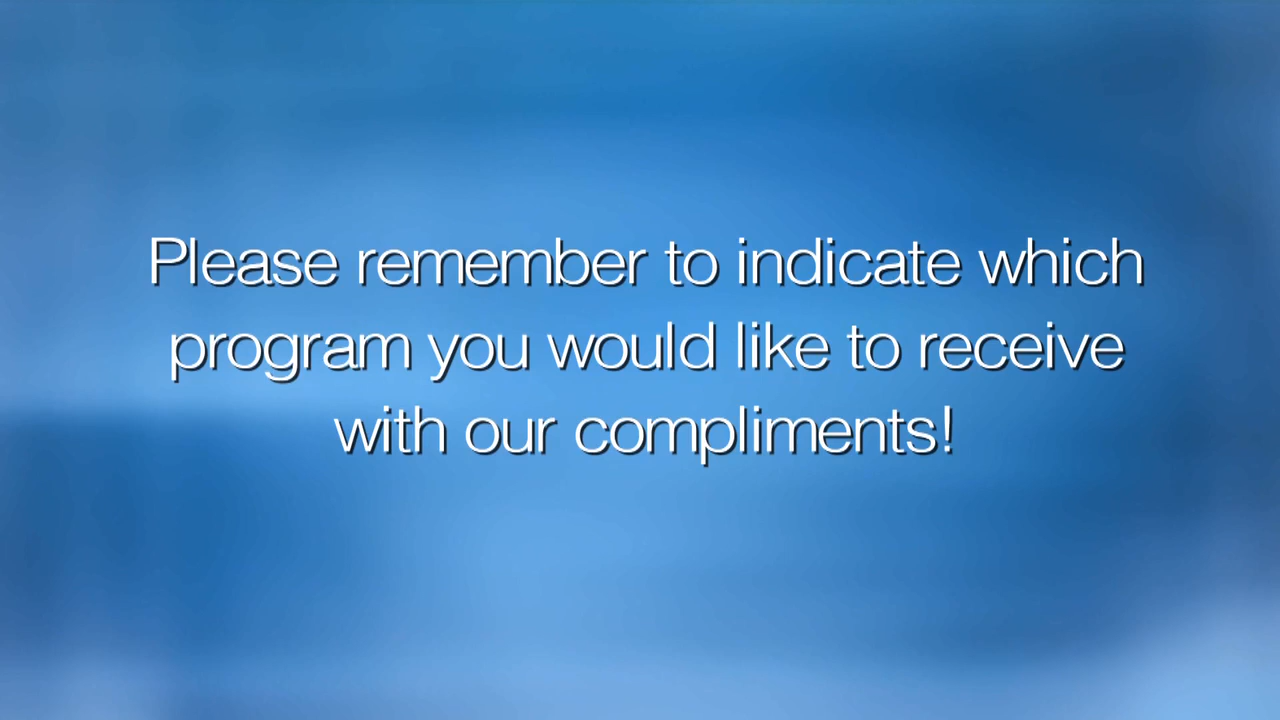 Please remember to indicate which
program you would like to receive
with our compliments!